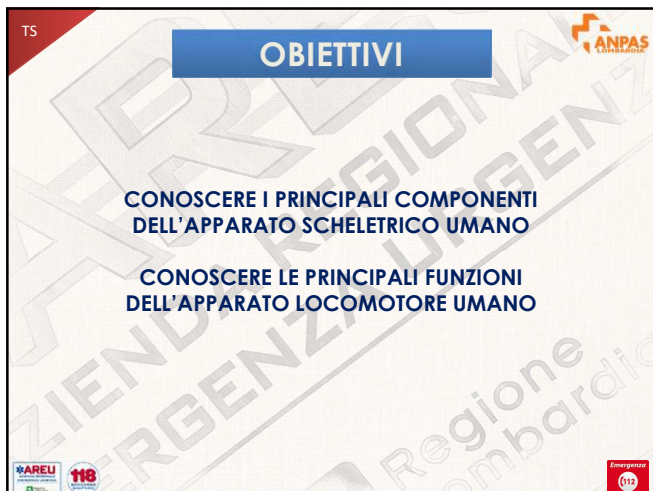 TS
OBIETTIVI
ANPAS
LOMBARDIA
CONOSCERE I PRINCIPALI COMPONENTI
DELL'APPARATO SCHELETRICO UMANO
CONOSCERE LE PRINCIPALI FUNZIONI
DELL'APPARATO LOCOMOTORE UMANO
AREU
118
Emergenza
112